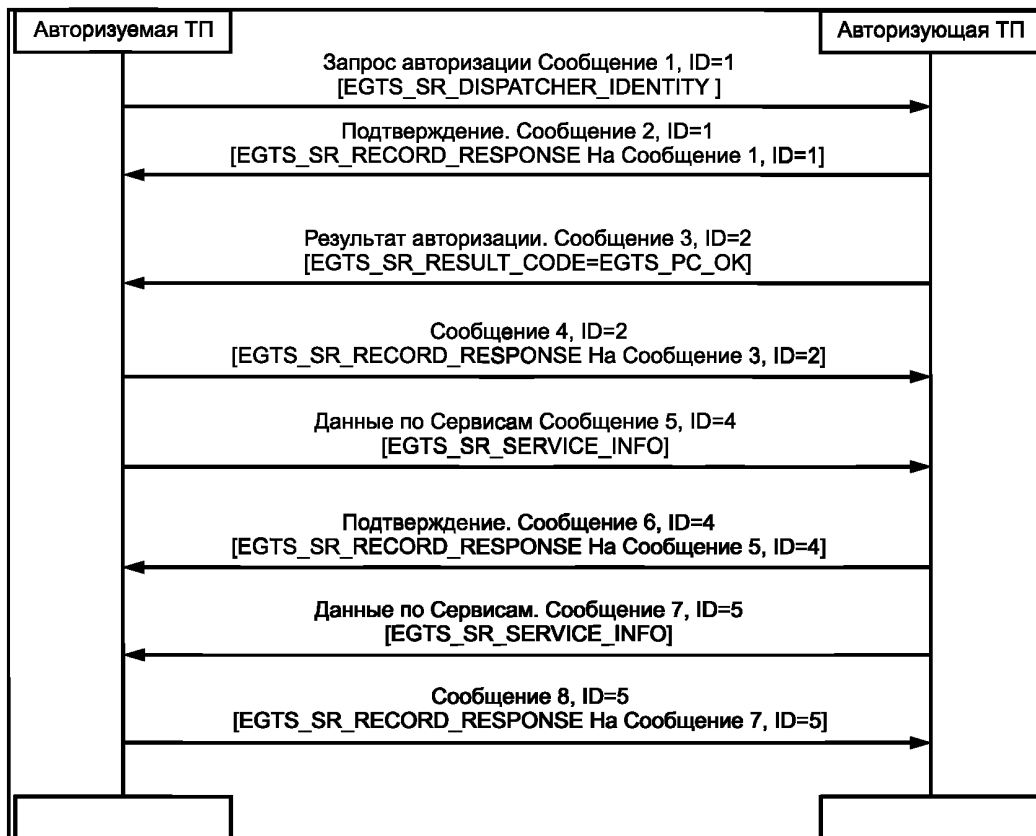 Авторизуемая ТП
Авторизующая ТП
Запрос авторизации Сообщение 1, ID=1
[EGTS_SR_DISPATCHER_IDENTITY ]
Подтверждение. Сообщение 2, ID=1
[EGTS_SR_RECORD_RESPONSE На Сообщение 1, ID=1]
Результат авторизации. Сообщение 3, ID=2
[EGTS_SR_RESULT_CODE=EGTS_PC_OK]
Сообщение 4, ID=2
[EGTS_SR_RECORD_RESPONSE На Сообщение 3, ID=2]
Данные по Сервисам Сообщение 5, ID=4
[EGTS_SR_SERVICE_INFO]
Подтверждение. Сообщение 6, ID=4
[EGTS_SR_RECORD_RESPONSE На Сообщение 5, ID=4]
Данные по Сервисам. Сообщение 7, ID=5
[EGTS_SR_SERVICE_INFO]
Сообщение 8, ID=5
[EGTS_SR_RECORD_RESPONSE На Сообщение 7, ID=5]